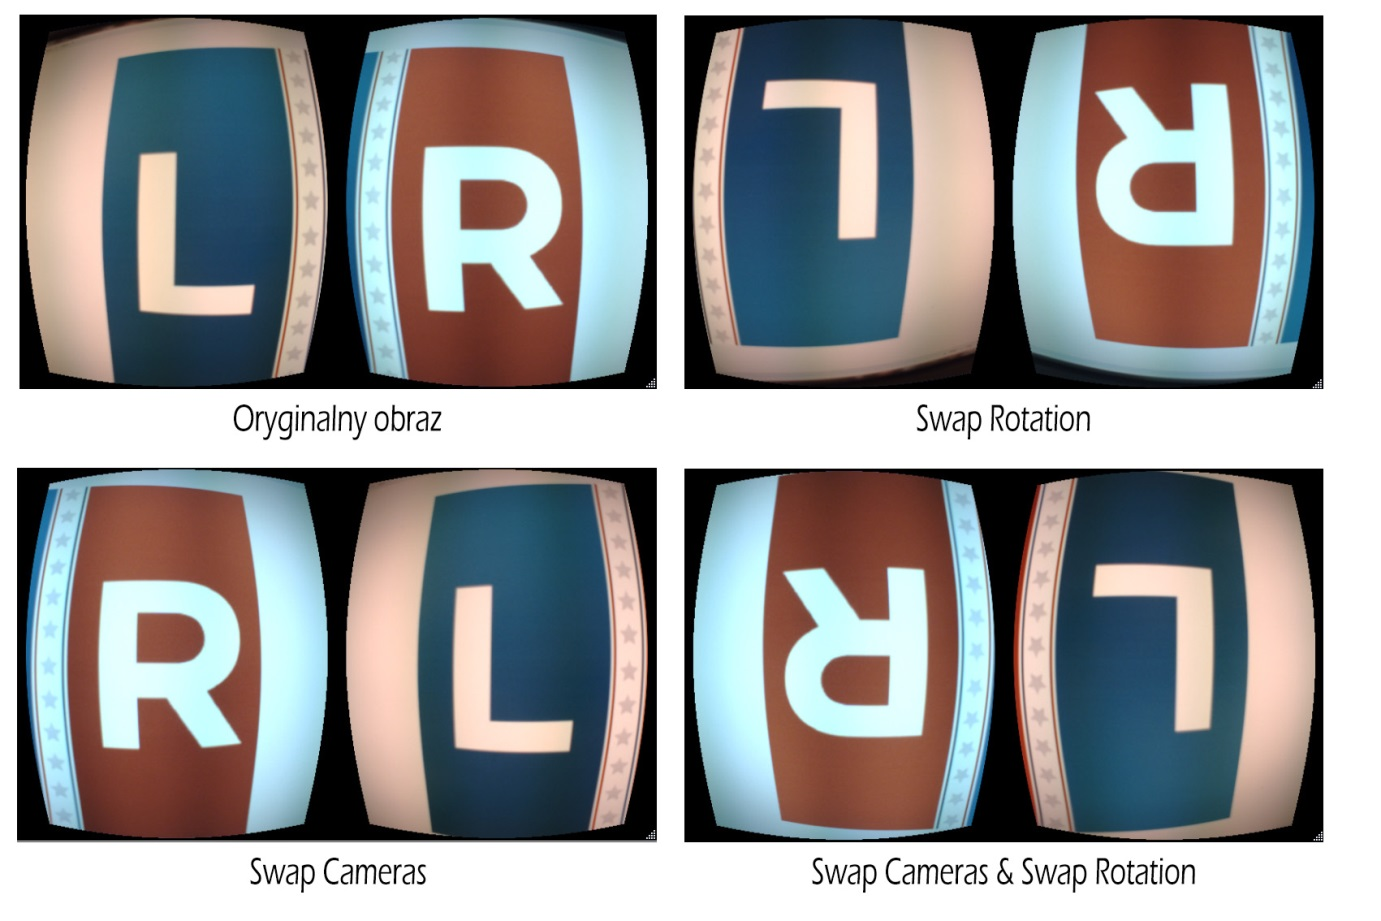 L R
L R
Oryginalny obraz
Swap Rotation
R L
R L
Swap Cameras
Swap Cameras & Swap Rotation